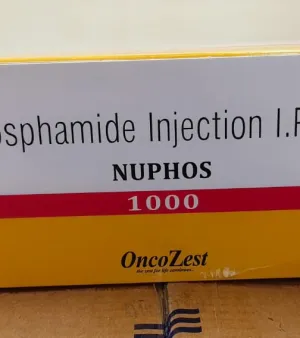 osphamide Injection I.P
NUPHOS
1000
OncoZest